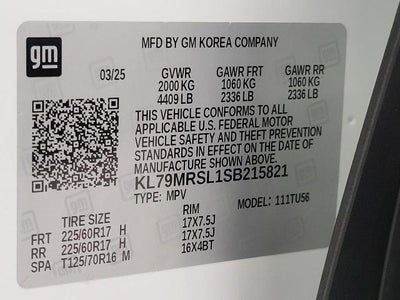 gm
MFD BY GM KOREA COMPANY
03/25 GVWR GAWR FRT GAWR RR
2000 KG 1060 KG 1060 KG
4409 LB 2336 LB 2336 LB
THIS VEHICLE CONFORMS TO ALL
APPLICABLE U.S. FEDERAL MOTOR
VEHICLE SAFETY AND THEFT PREVENTION
STANDARDS IN EFFECT ON THE DATE OF
MANUFACTURE SHOWN ABOVE.
KL79MRSL1SB215821
TYPE: MPV MODEL: 111TU56
TIRE SIZE RIM
FRT 225/60R17 H 17X7.5J
RR 225/60R17 H 17X7.5J
SPA T125/70R16 M 16X4BT